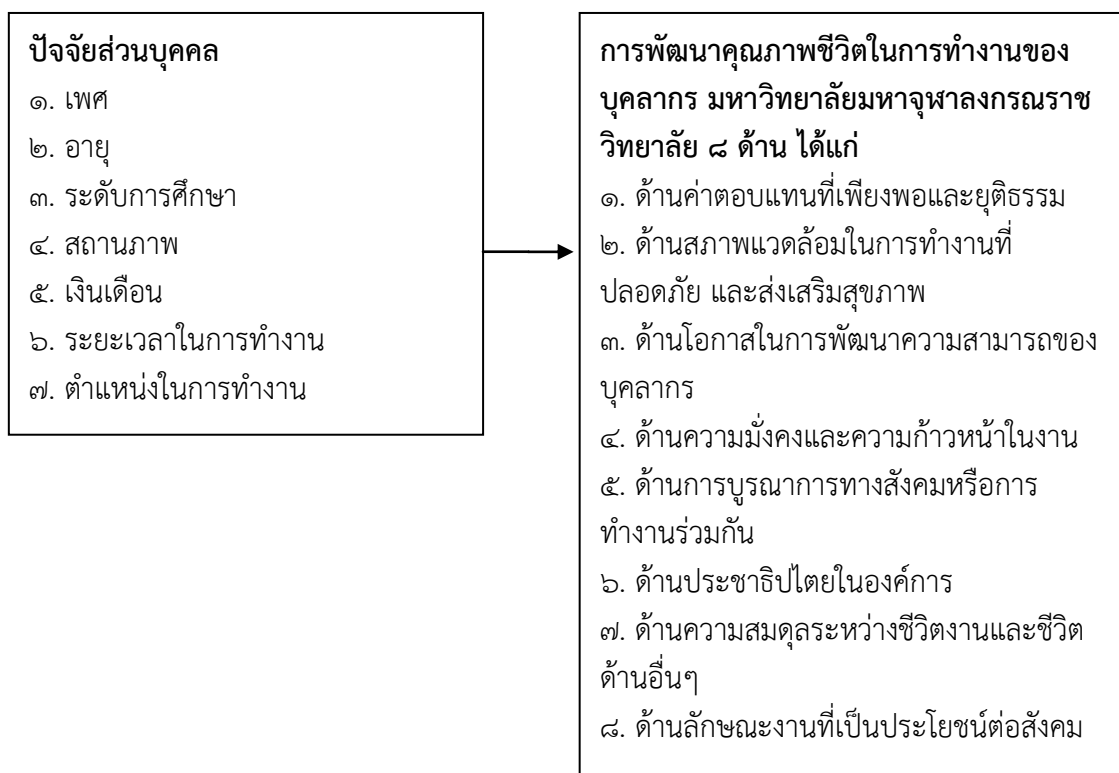 ปัจจัยส่วนบุคคล
๑. เพศ
๒. อายุ
๓. ระดับการศึกษา
๔. สถานภาพ
๕. เงินเดือน
๖. ระยะเวลาในการทำงาน
๗. ตำแหน่งในการทำงาน
การพัฒนาคุณภาพชีวิตในการทำงานของ
บุคลากร มหาวิทยาลัยมหาจุฬาลงกรณราช
วิทยาลัย ๘ ด้าน ได้แก่
๑. ด้านค่าตอบแทนที่เพียงพอและยุติธรรม
๒. ด้านสภาพแวดล้อมในการทำงานที่
ปลอดภัย และส่งเสริมสุขภาพ
๓. ด้านโอกาสในการพัฒนาความสามารถของ
บุคลากร
๔. ด้านความมั่งคงและความก้าวหน้าในงาน
๕. ด้านการบูรณาการทางสังคมหรือการ
ทำงานร่วมกัน
๖. ด้านประชาธิปไตยในองค์การ
๗. ด้านความสมดุลระหว่างชีวิตงานและชีวิต
ด้านอื่นๆ
๘. ด้านลักษณะงานที่เป็นประโยชน์ต่อสังคม